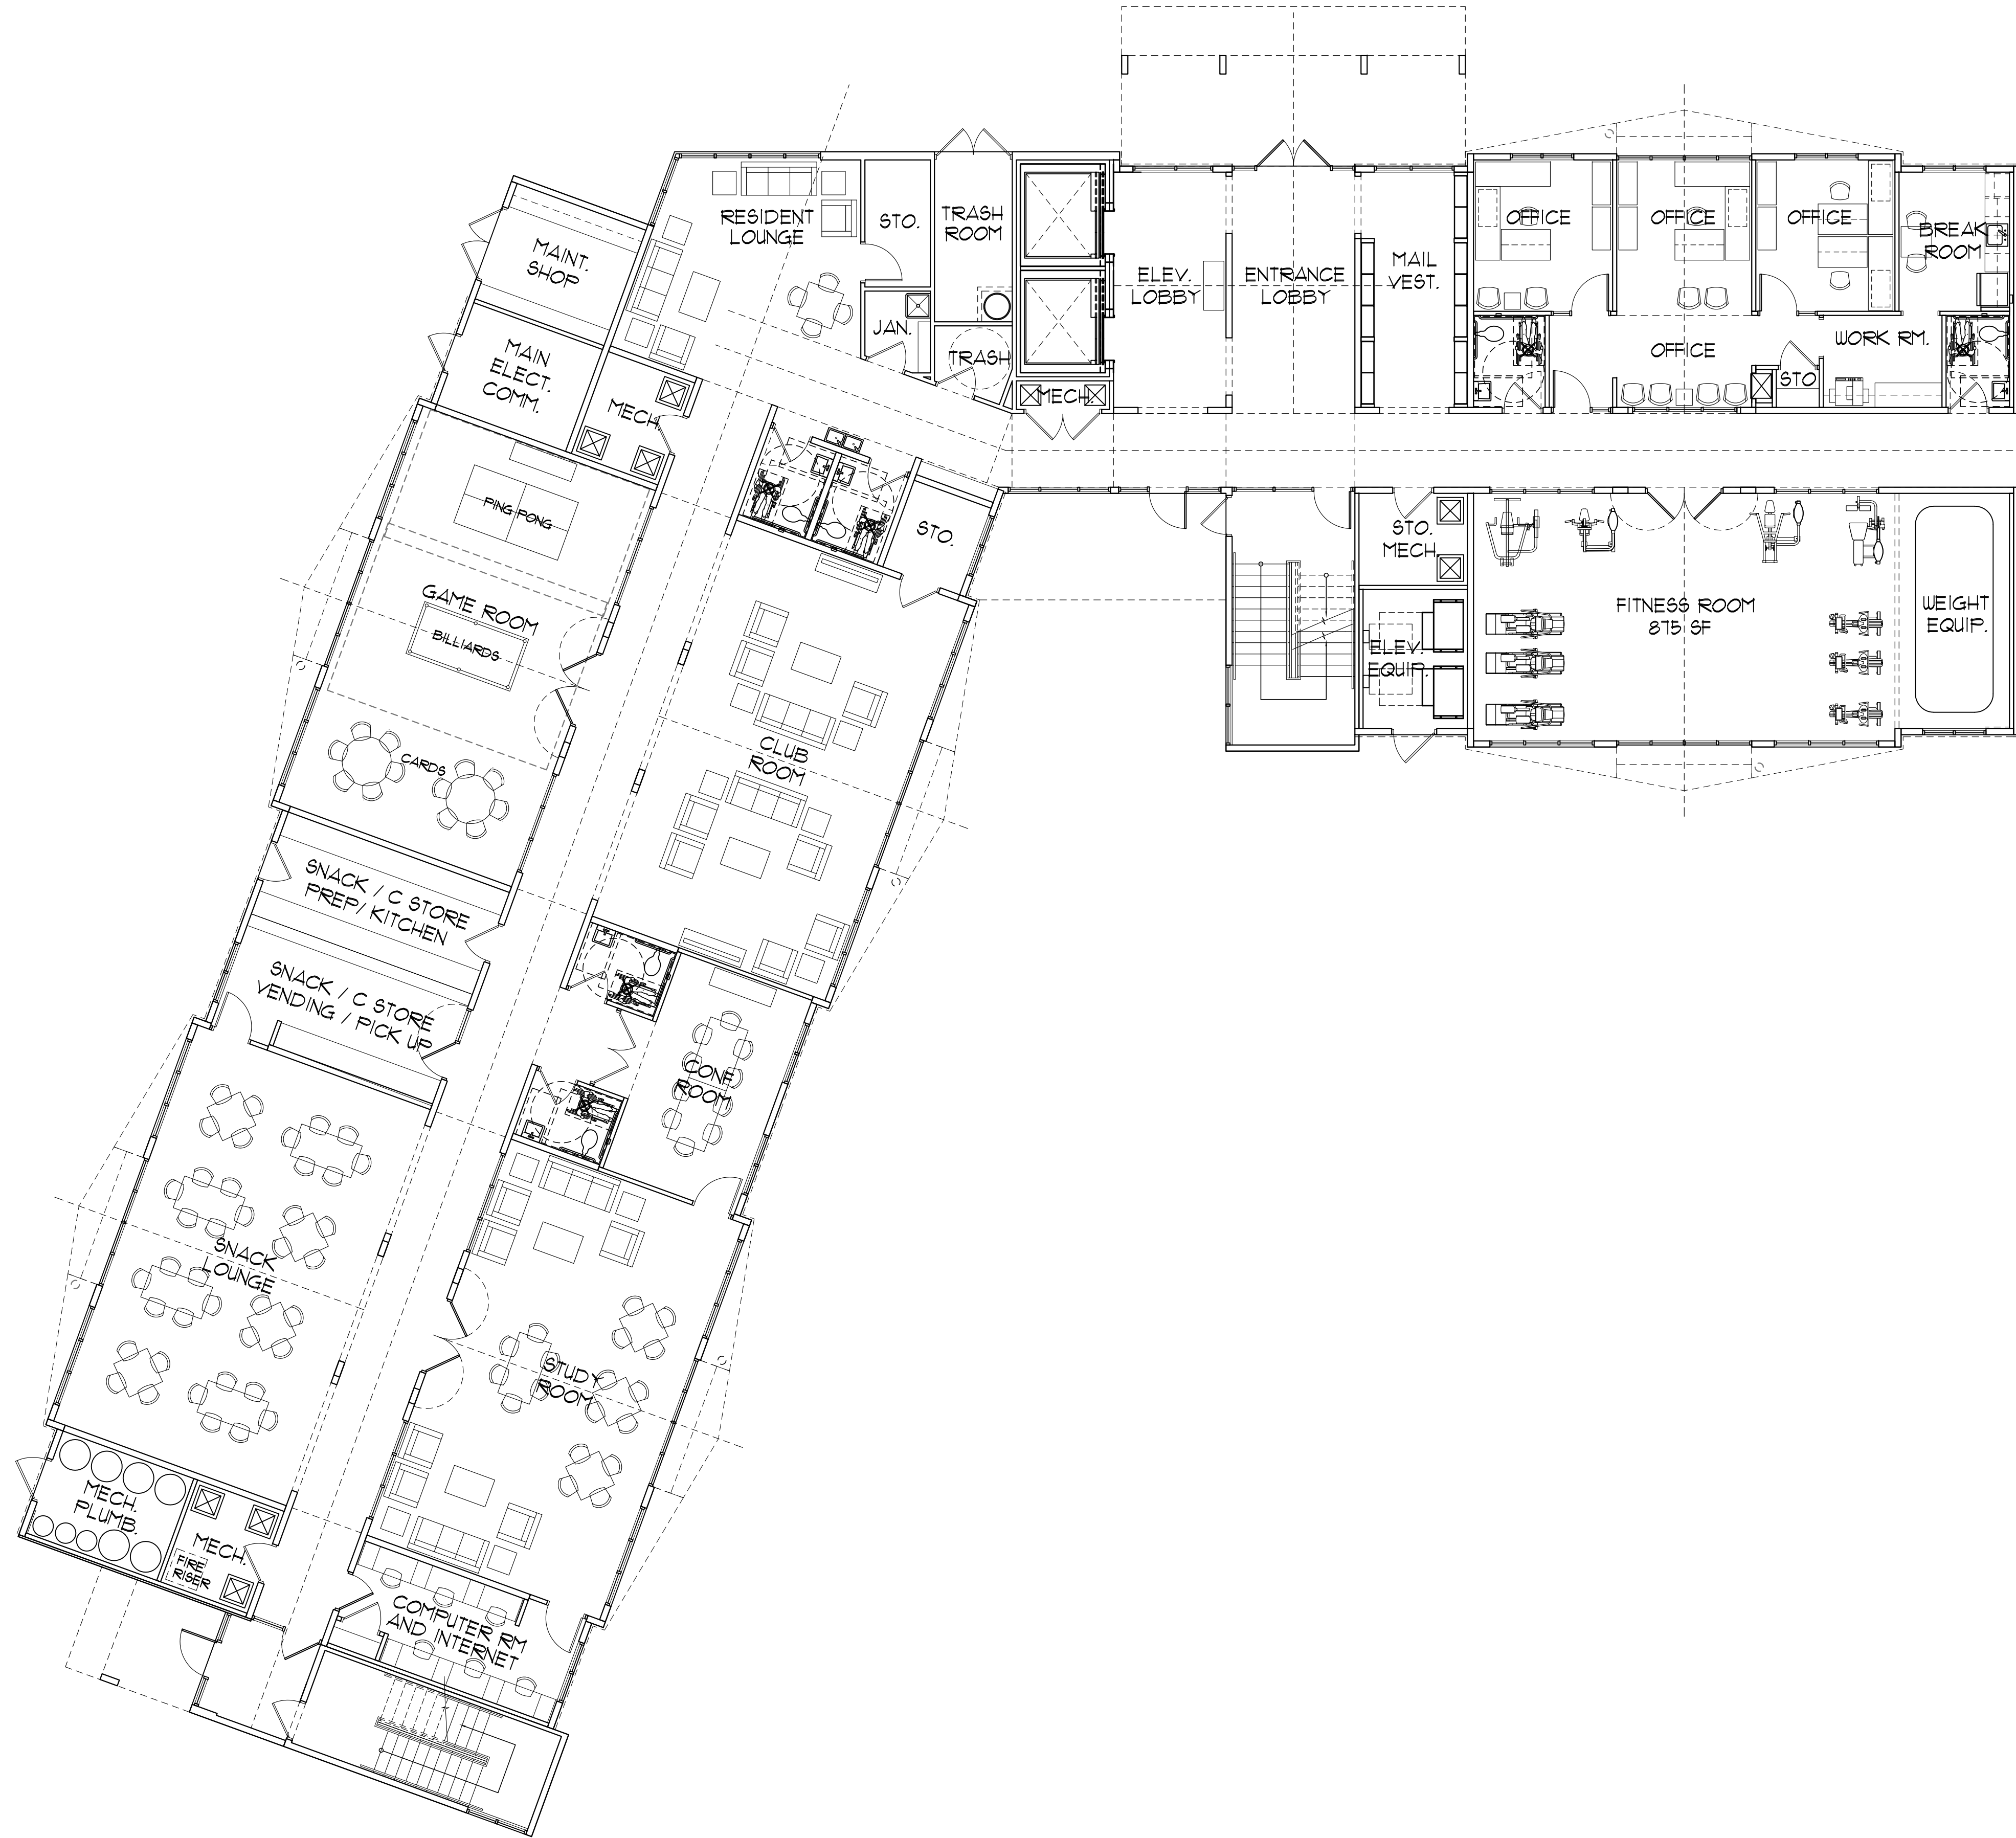 RESIDENT
LOUNGE
STO.
TRASH
ROOM
MAINT.
SHOP
JAN.
TRASH
MAIN
ELECT.
COMM.
MECH.
MECH.
ELEV.
LOBBY
ENTRANCE
LOBBY
MAIL
VEST.
OFFICE
OFFICE
OFFICE
BREAK
ROOM
OFFICE
WORK RM.
STO
PING PONG
GAME ROOM
BILLIARDS
CARDS
STO.
STO.
MECH.
ELEV.
EQUIP.
FITNESS ROOM
875 SF
WEIGHT
EQUIP.
CLUB
ROOM
SNACK / C STORE
PREP/ KITCHEN
SNACK / C STORE
VENDING / PICK UP
CONF
ROOM
SNACK
LOUNGE
STUDY
ROOM
MECH.
PLUMB.
MECH.
FIRE
RISER
COMPUTER RM
AND INTERNET